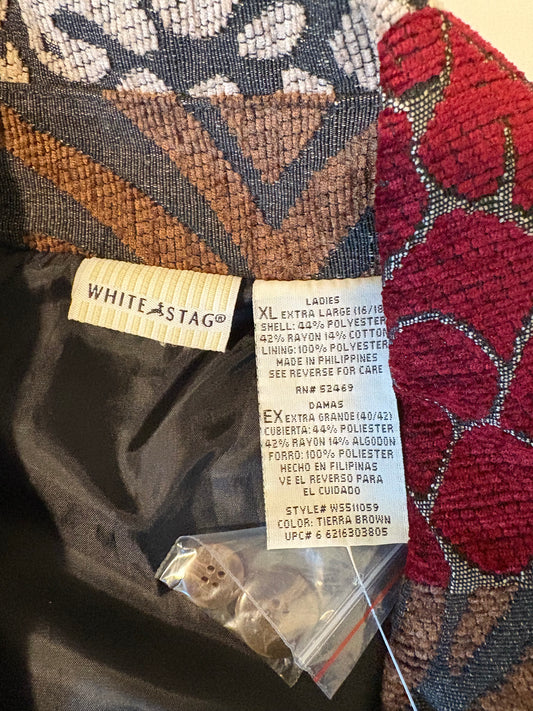 WHITE STAG®
LADIES
XL EXTRA LARGE (16/18
SHELL: 44% POLYESTER
42% RAYON 14% COTTON
LINING: 100% POLYESTER
MADE IN PHILIPPINES
SEE REVERSE FOR CARE
RN# 52469
DAMAS
EX EXTRA GRANDE (40/42)
CUBIERTA: 44% POLIESTER
42% RAYON 14% ALGODON
FORRO: 100% POLIESTER
HECHO EN FILIPINAS
VE EL REVERSO PARA
EL CUIDADO
STYLE# WS511059
COLOR: TIERRA BROWN
UPC# 6 6216303805